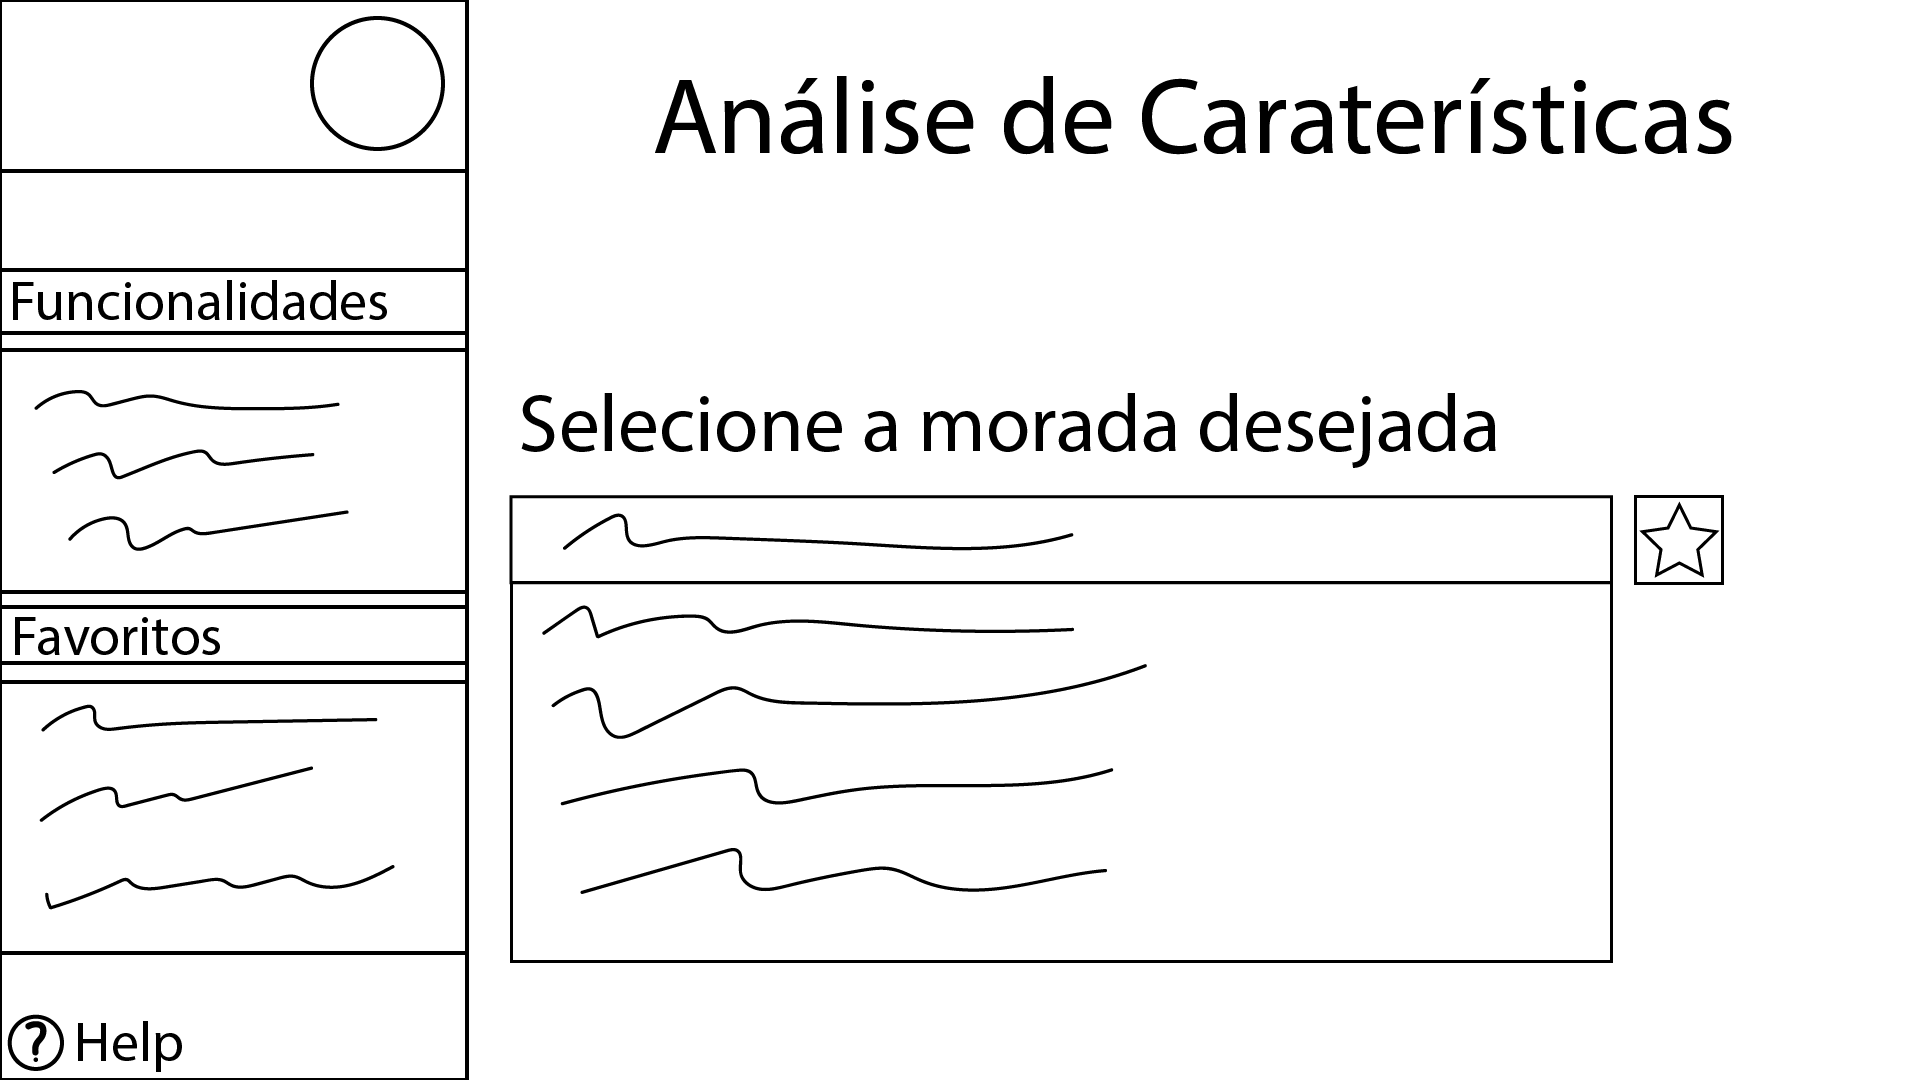 Análise de Caraterísticas
Funcionalidades
Selecione a morada desejada
Favoritos
? Help